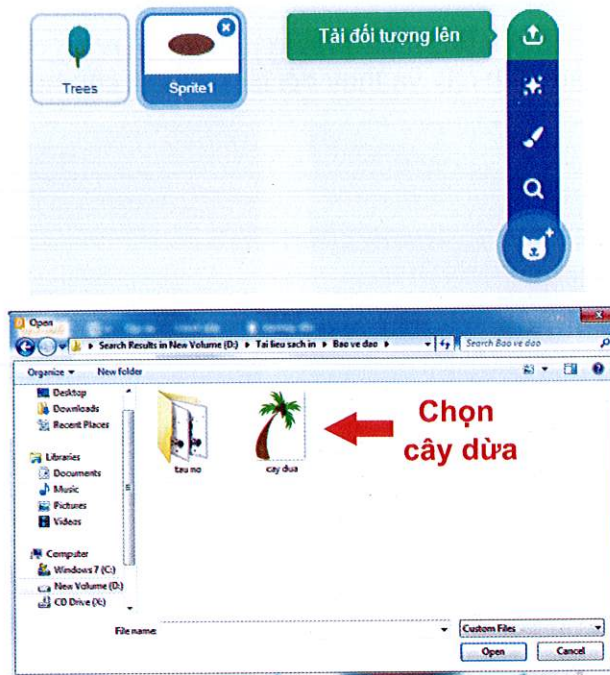 Tải đối tượng lên
Trees
Sprite1
Open
Search Results in New Volume (D:) Tai lieu sach in Bao ve dao
Search Bao ve dao
Organize New folder
Desktop
Downloads
Recent Places
Libraries
Documents
Music
Pictures
Videos
Computer
Windows 7 (C:)
New Volume (D:)
CD Drive (X:)
tau no
cay dua
Chọn
cây dừa
File name:
Custom Files
Open
Cancel